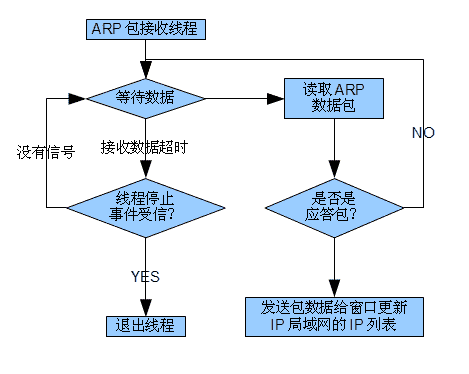 ARP 包接收线程
等待数据
读取 ARP
数据包
NO
没有信号
接收数据超时
线程停止
事件受信?
是否是
应答包?
YES
退出线程
发送包数据给窗口更新
IP 局域网的 IP 列表